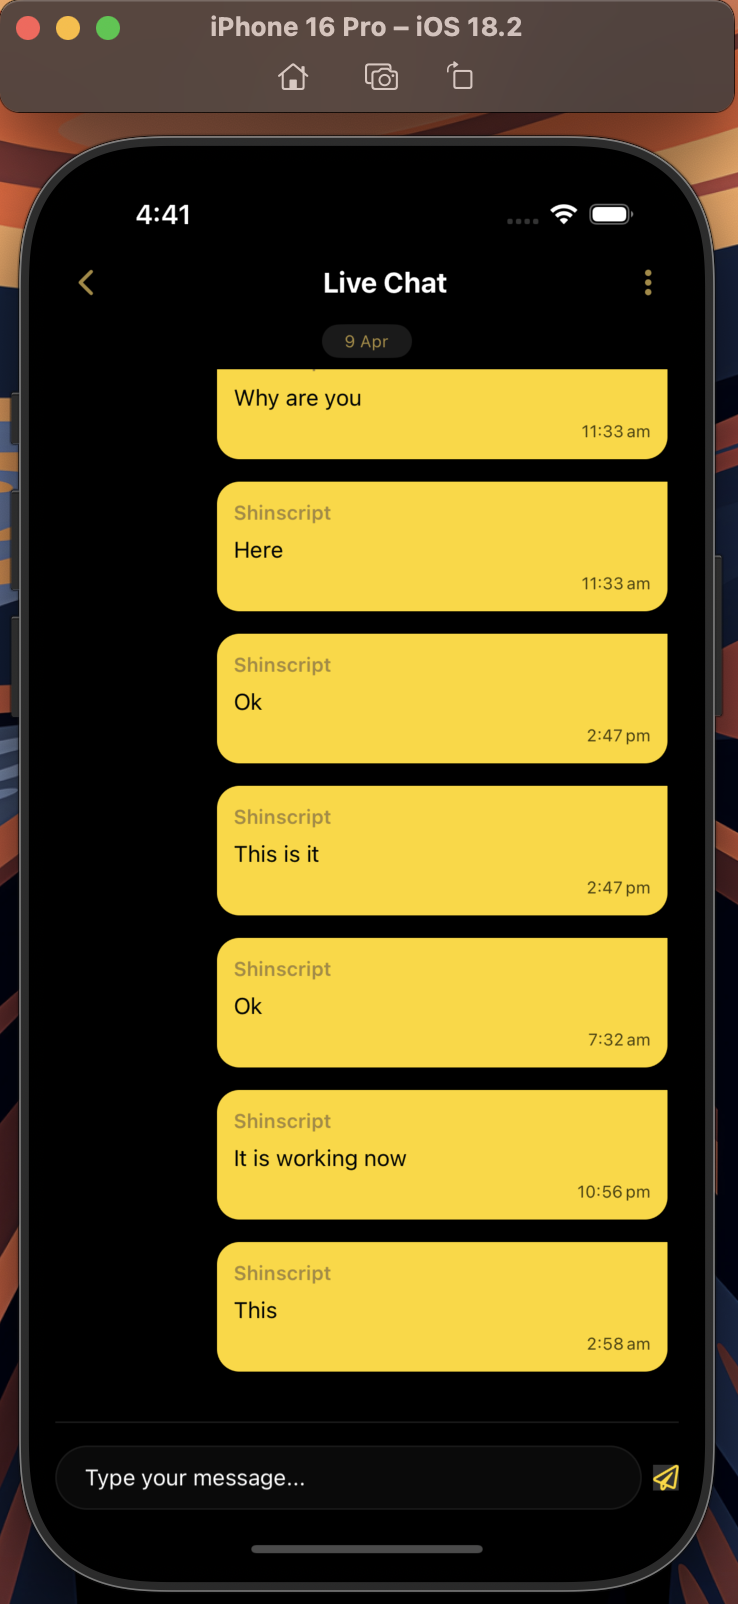 iPhone 16 Pro – iOS 18.2
4:41
Live Chat
9 Apr
Why are you
11:33 am
Shinscript
Here
11:33 am
Shinscript
Ok
2:47 pm
Shinscript
This is it
2:47 pm
Shinscript
Ok
7:32 am
Shinscript
It is working now
10:56 pm
Shinscript
This
2:58 am
Type your message...